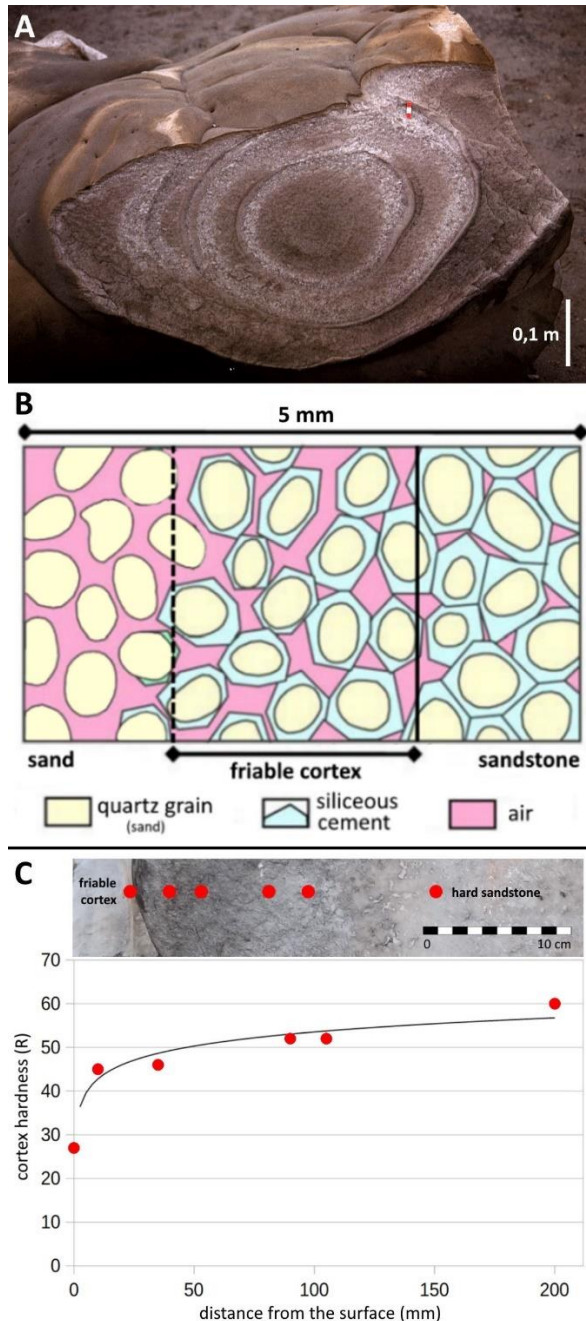 A
0,1 m
B
5 mm
sand
friable cortex
sandstone
quartz grain
(sand)
siliceous
cement
air
C
friable
cortex
hard sandstone
0 10 cm
cortex hardness (R)
70
60
50
40
30
20
10
0
0 50 100 150 200
distance from the surface (mm)